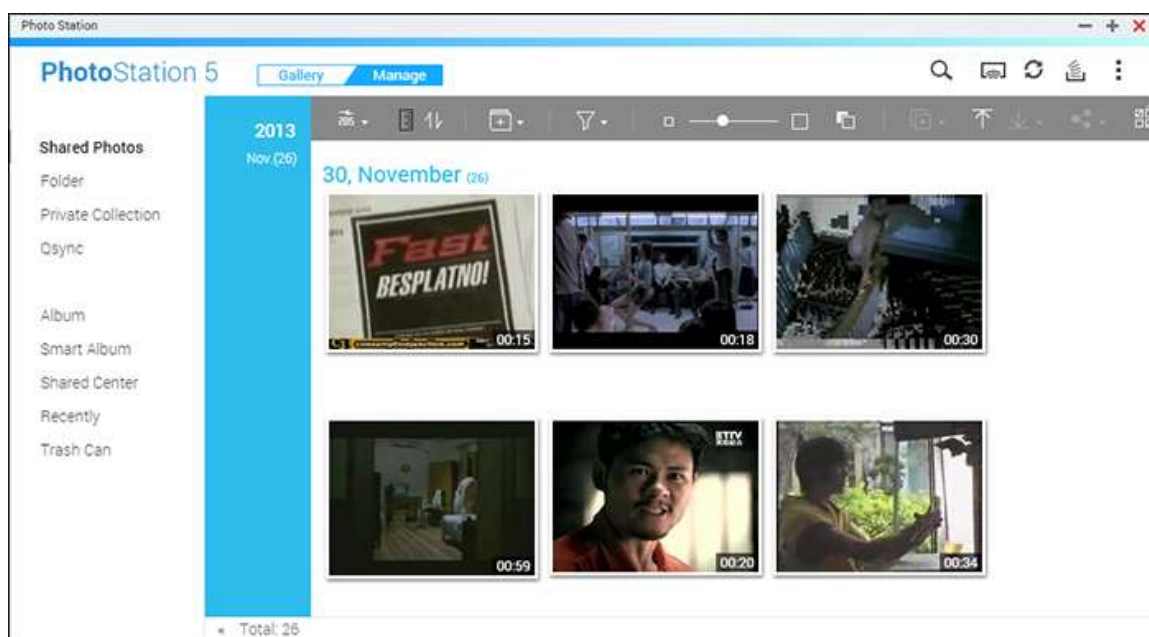 Photo Station
PhotoStation 5
Gallery
Manage
2013
Nov.(26)
Shared Photos
Folder
Private Collection
Qsync
Album
Smart Album
Shared Center
Recently
Trash Can
30, November (26)
Fast
BESPLATNO!
00:15
00:18
00:30
00:59
ETTV
00:20
00:34
Total: 26